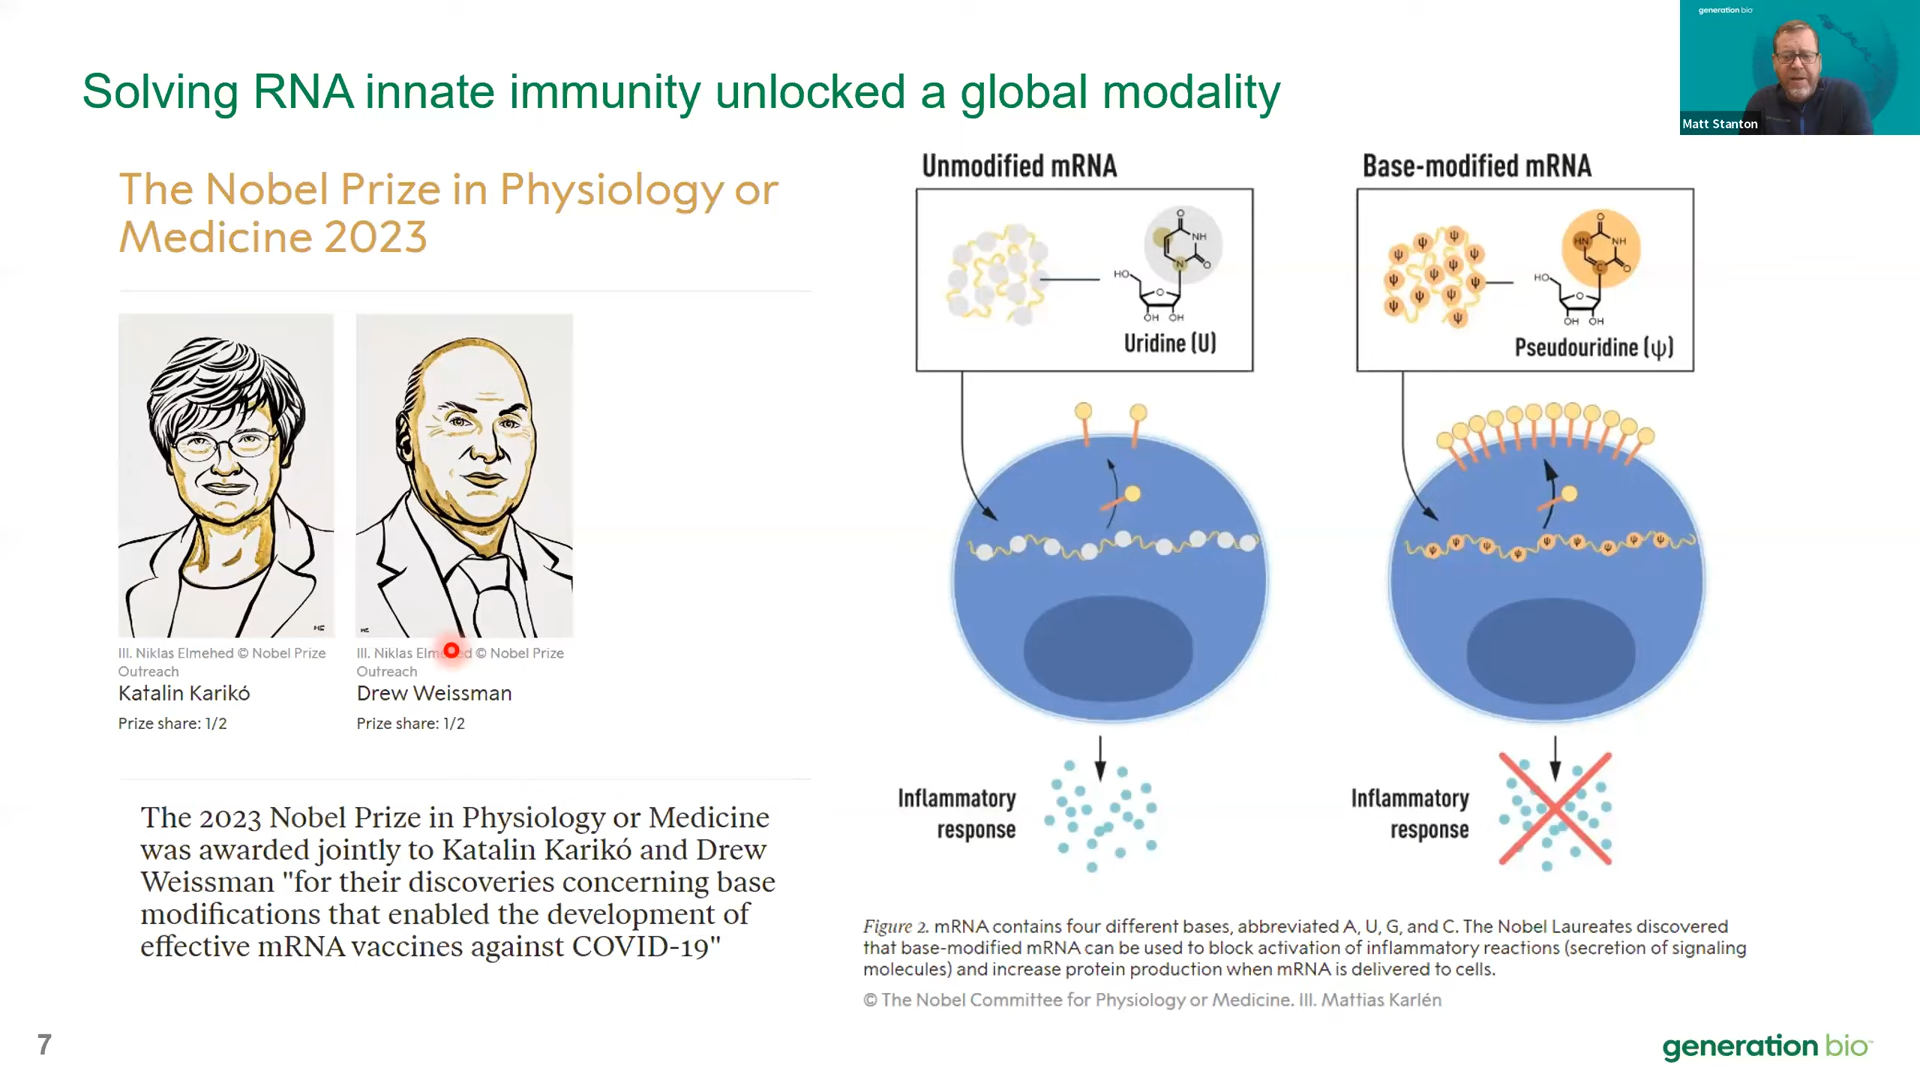 generation bio
Matt Stanton
Solving RNA innate immunity unlocked a global modality
The Nobel Prize in Physiology or
Medicine 2023
Ill. Niklas Elmehed © Nobel Prize
Outreach
Katalin Karikó
Prize share: 1/2
Ill. Niklas Elmehed © Nobel Prize
Outreach
Drew Weissman
Prize share: 1/2
The 2023 Nobel Prize in Physiology or Medicine
was awarded jointly to Katalin Karikó and Drew
Weissman "for their discoveries concerning base
modifications that enabled the development of
effective mRNA vaccines against COVID-19"
Unmodified mRNA
O
NH
N
O
HO
O
OH OH
Uridine (U)
Inflammatory
response
Base-modified mRNA
ψ ψ ψ ψ ψ ψ ψ ψ ψ ψ ψ
O
HN
NH
C
O
HO
O
OH OH
Pseudouridine (ψ)
ψ ψ ψ ψ ψ ψ ψ ψ ψ
Inflammatory
response
Figure 2. mRNA contains four different bases, abbreviated A, U, G, and C. The Nobel Laureates discovered
that base-modified mRNA can be used to block activation of inflammatory reactions (secretion of signaling
molecules) and increase protein production when mRNA is delivered to cells.
© The Nobel Committee for Physiology or Medicine. Ill. Mattias Karlén
7
generation bio™